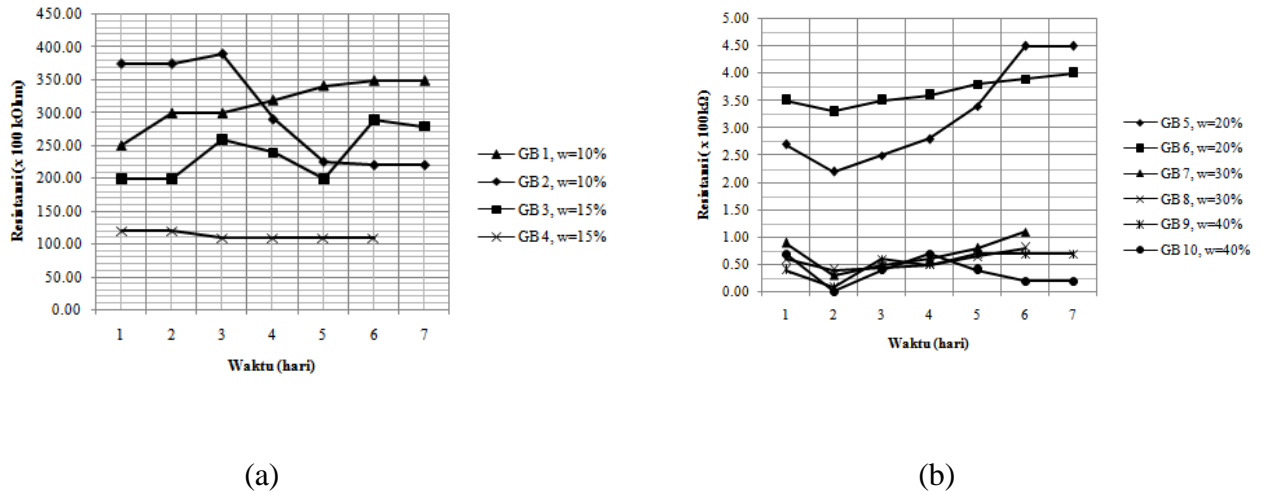 450.00
400.00
350.00
300.00
250.00
200.00
150.00
100.00
50.00
0.00
Resistansi (x 100 kOhm)
1 2 3 4 5 6 7
Waktu (hari)
GB 1, w=10%
GB 2, w=10%
GB 3, w=15%
GB 4, w=15%
(a)
5.00
4.50
4.00
3.50
3.00
2.50
2.00
1.50
1.00
0.50
0.00
Resistansi ( x 100kΩ)
1 2 3 4 5 6 7
Waktu (hari)
GB 5, w=20%
GB 6, w=20%
GB 7, w=30%
GB 8, w=30%
GB 9, w=40%
GB 10, w=40%
(b)